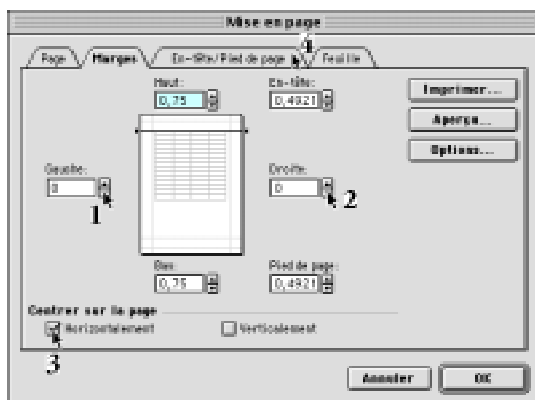 Mise en page
4
Page Marges En-tête/Pied de page Feuille
Haut: En-tête:
0,75 0,4921
Imprimer...
Aperçu...
Options...
Gauche: Droite:
0 0
1 2
Bas: Pied de page:
0,75 0,4921
Centrer sur la page
Horizontalement Verticalement
3
Annuler OK